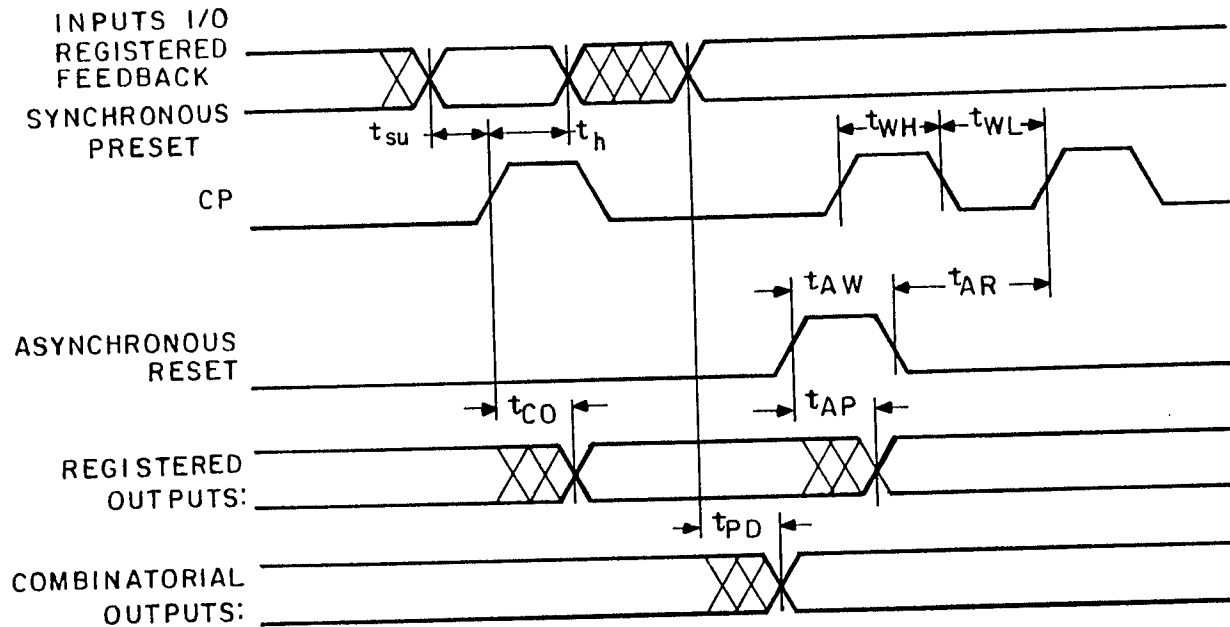 INPUTS I/O
REGISTERED
FEEDBACK
SYNCHRONOUS
PRESET
tsu
th
tWH
tWL
CP
tAW
tAR
ASYNCHRONOUS
RESET
tCO
tAP
REGISTERED
OUTPUTS:
tPD
COMBINATORIAL
OUTPUTS: